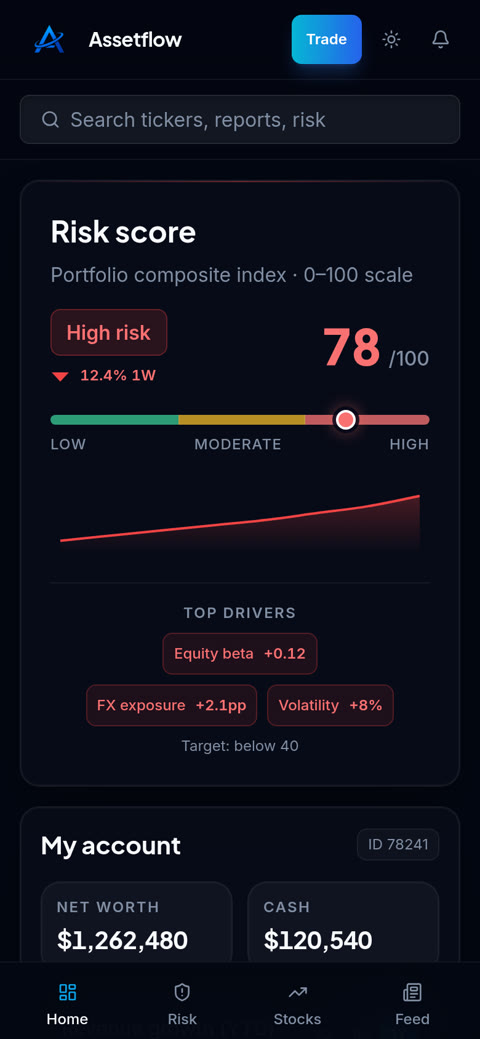 Assetflow
Trade
Search tickers, reports, risk
Risk score
Portfolio composite index · 0–100 scale
High risk
78 /100
12.4% 1W
LOW MODERATE HIGH
TOP DRIVERS
Equity beta +0.12
FX exposure +2.1pp Volatility +8%
Target: below 40
My account
ID 78241
NET WORTH CASH
$1,262,480 $120,540
Home Risk Stocks Feed